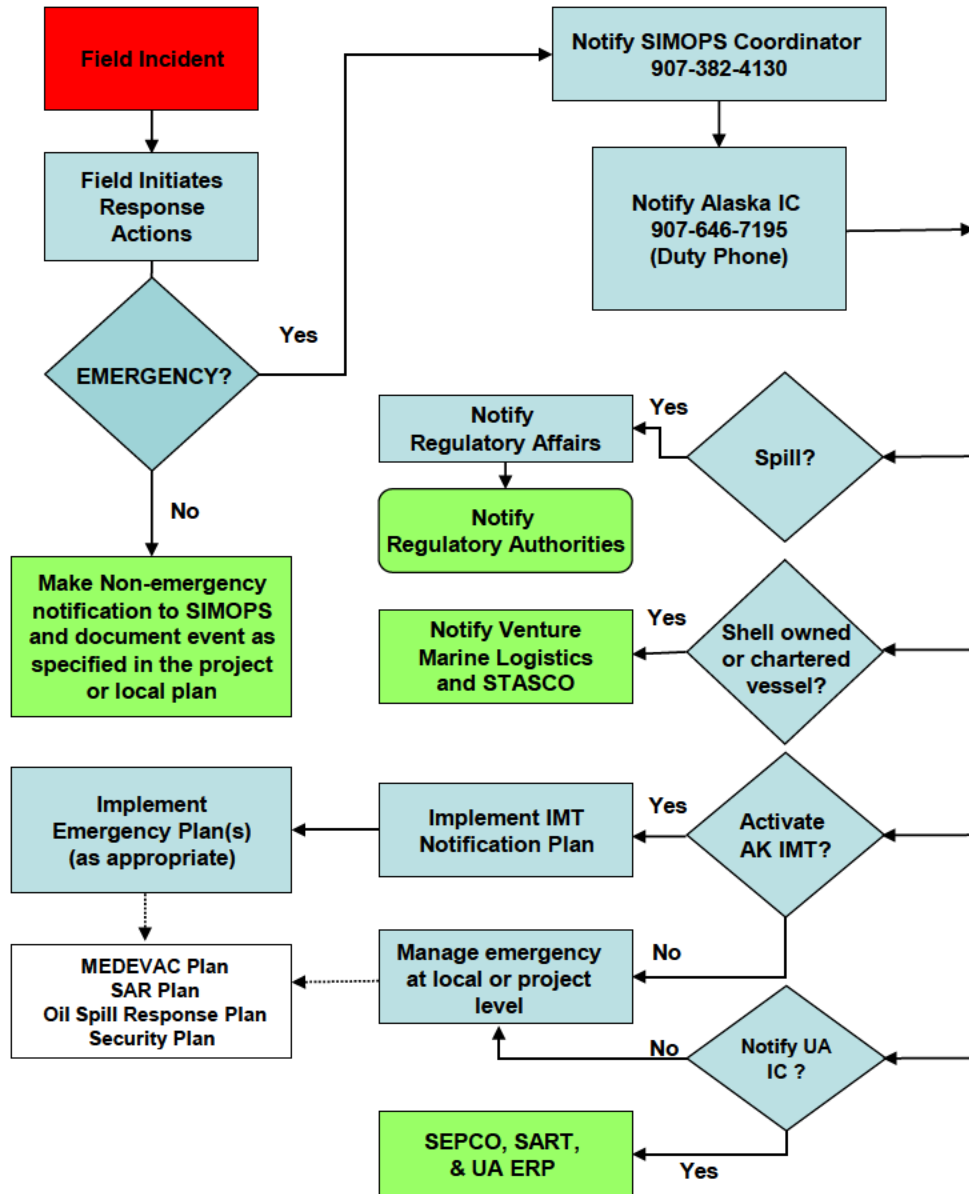 Field Incident
Field Initiates
Response
Actions
EMERGENCY?
Yes
No
Make Non-emergency
notification to SIMOPS
and document event as
specified in the project
or local plan
Notify SIMOPS Coordinator
907-382-4130
Notify Alaska IC
907-646-7195
(Duty Phone)
Spill?
Yes
Notify
Regulatory Affairs
Notify
Regulatory Authorities
Shell owned
or chartered
vessel?
Yes
Notify Venture
Marine Logistics
and STASCO
Activate
AK IMT?
Yes
Implement IMT
Notification Plan
Implement
Emergency Plan(s)
(as appropriate)
No
Manage emergency
at local or project
level
MEDEVAC Plan
SAR Plan
Oil Spill Response Plan
Security Plan
Notify UA
IC ?
No
Yes
SEPCO, SART,
& UA ERP